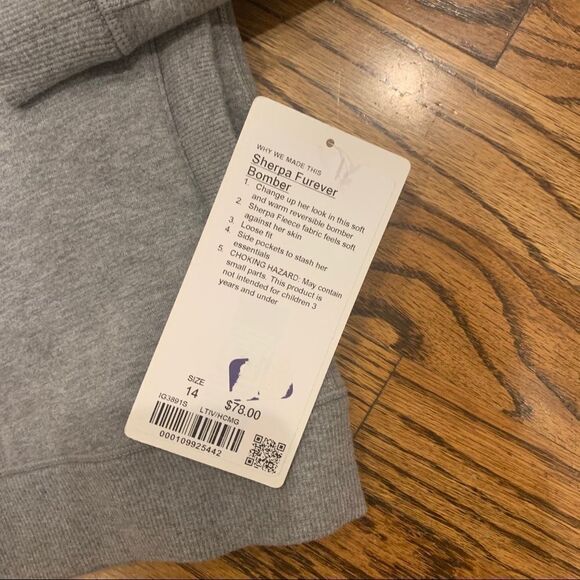 WHY WE MADE THIS
Sherpa Furever
Bomber
1. Change up her look in this soft
and warm reversible bomber
2. Sherpa Fleece fabric feels soft
against her skin
3. Loose fit
4. Side pockets to stash her
essentials
5. CHOKING HAZARD: May contain
small parts. This product is
not intended for children 3
years and under
SIZE
14 $78.00
IG3891S LTIV/HCMG
000109925442